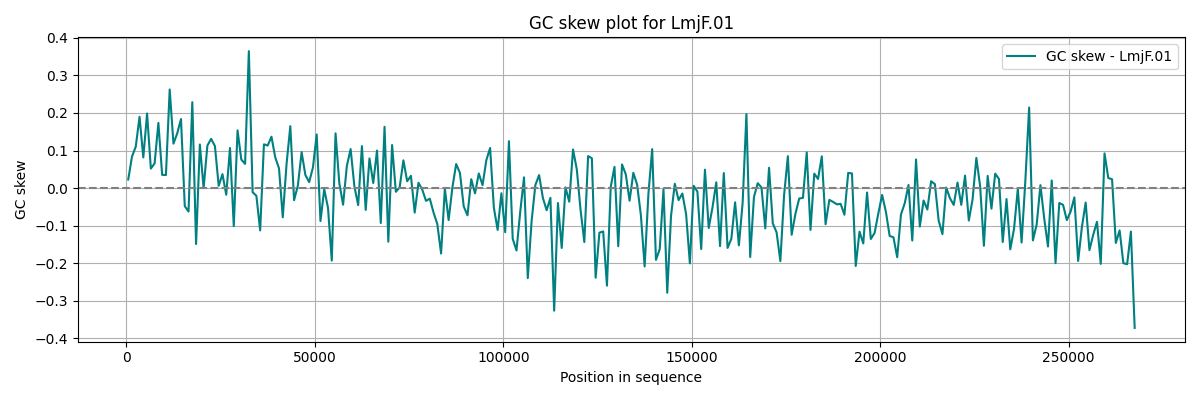 GC skew plot for LmjF.01
GC skew - LmjF.01
GC skew
0.4
0.3
0.2
0.1
0.0
−0.1
−0.2
−0.3
−0.4
0 50000 100000 150000 200000 250000
Position in sequence